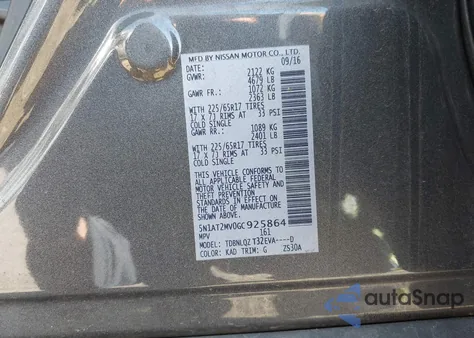 MFD BY NISSAN MOTOR CO., LTD.
09/16
GVWR: 2122 KG
4679 LB
GAWR FR.: 1072 KG
2363 LB
WITH 225/65R17 TIRES
17 X 7J RIMS AT 33 PSI
COLD SINGLE
GAWR RR.: 1089 KG
2401 LB
WITH 225/65R17 TIRES
17 X 7J RIMS AT 33 PSI
COLD SINGLE
THIS VEHICLE CONFORMS TO
ALL APPLICABLE FEDERAL
MOTOR VEHICLE SAFETY, BUMPER,
AND THEFT PREVENTION
STANDARDS IN EFFECT ON
THE DATE OF MANUFACTURE
SHOWN ABOVE.
5N1AT2MV0GC925864
MPV 161
MODEL: TDBNLQZ T32EVA----D
COLOR: KAD TRIM: G ZS30A
autoSnap